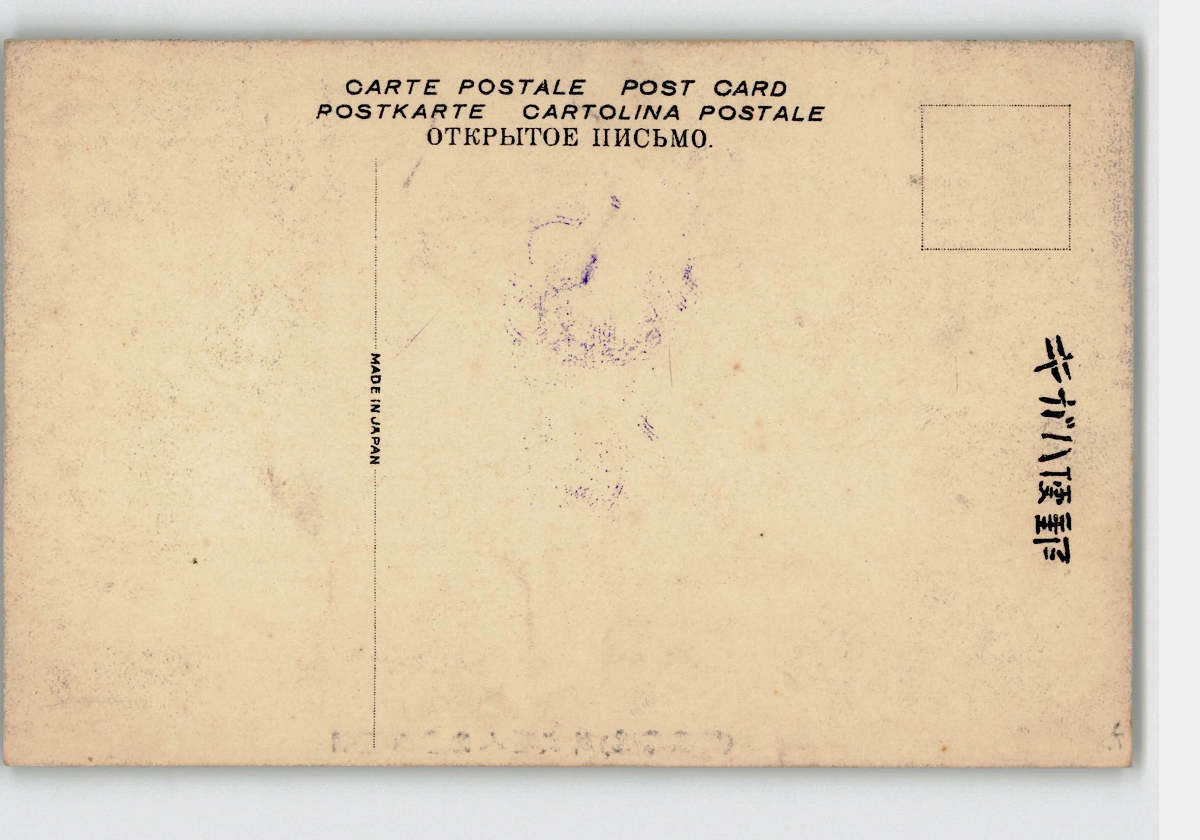 CARTE POSTALE POST CARD
POSTKARTE CARTOLINA POSTALE
ОТКРЫТОЕ ПИСЬМО.
MADE IN JAPAN
郵便ハガキ